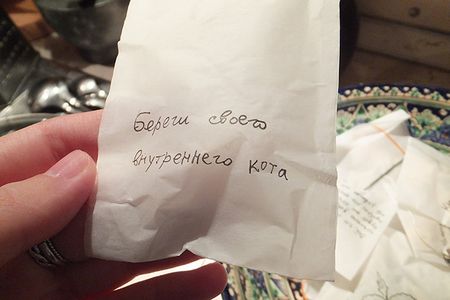 Береги своего
внутреннего кота